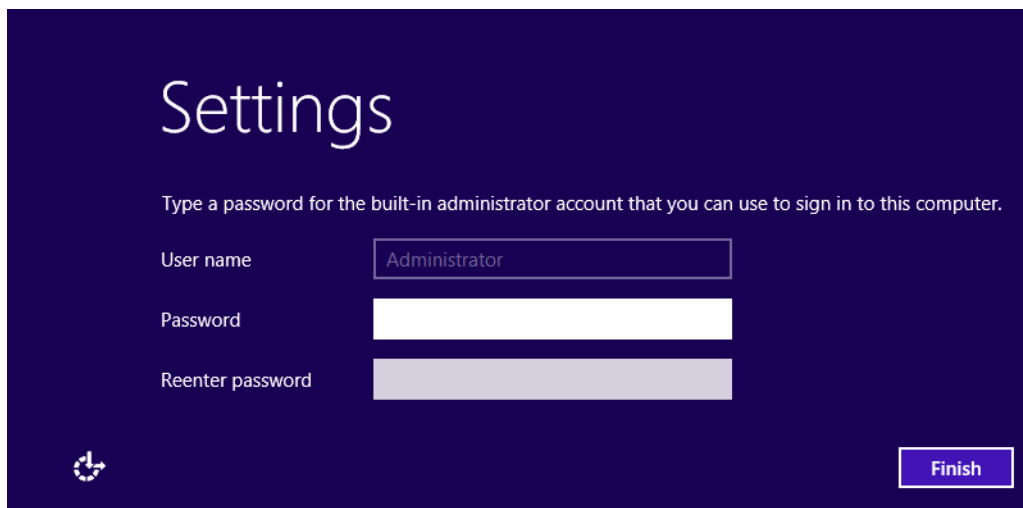 Settings
Type a password for the built-in administrator account that you can use to sign in to this computer.
User name
Administrator
Password
Reenter password
Finish